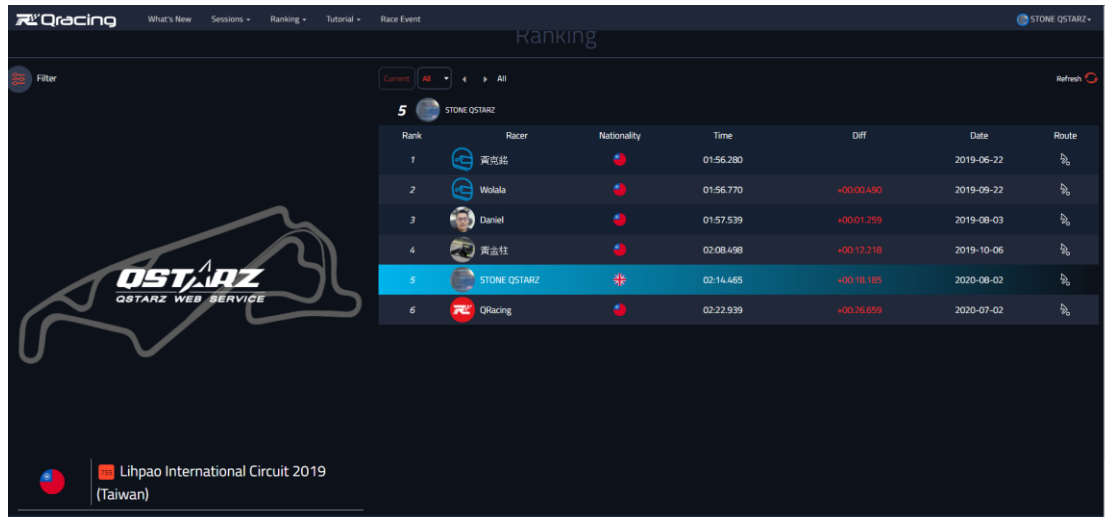 Qracing What's New Sessions Ranking Tutorial Race Event STONE QSTARZ
Ranking
Filter Current All All Refresh
5 STONE QSTARZ
Rank Racer Nationality Time Diff Date Route
1 黃克銘 01:56.280 2019-06-22
2 Wolala 01:56.770 +00:00.490 2019-09-22
3 Daniel 01:57.539 +00:01.259 2019-08-03
4 黃金柱 02:08.498 +00:12.218 2019-10-06
5 STONE QSTARZ 02:14.465 +00:18.185 2020-08-02
6 QRacing 02:22.939 +00:26.659 2020-07-02
QSTARZ
QSTARZ WEB SERVICE
755 Lihpao International Circuit 2019
(Taiwan)